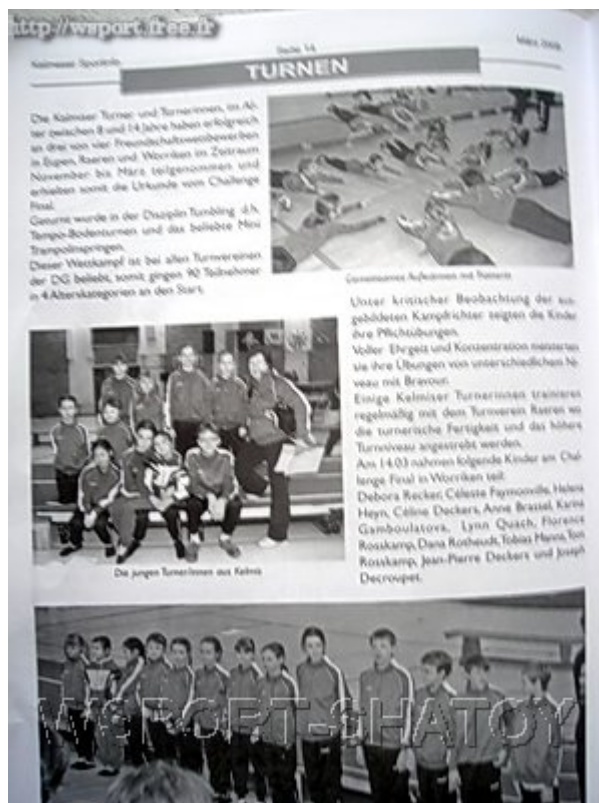 http://wsport.free.fr
Kelmiser Sportinfo
Seite 14
März 2009
TURNEN
Die Kelmiser Turner und Turnerinnen, im Al-
ter zwischen 8 und 14 Jahre haben erfolgreich
an drei von vier Freundschaftswettbewerben
in Eupen, Raeren und Worriken im Zeitraum
November bis März teilgenommen und
erhielten somit die Urkunde vom Challenge
Final.
Geturnt wurde in der Disziplin Tumbling d.h.
Tempo-Bodenturnen und das beliebte Mini
Trampolinspringen.
Dieser Wettkampf ist bei allen Turnvereinen
der DG beliebt, somit gingen 90 Teilnehmer
in 4 Alterskategorien an den Start.
Gemeinsames Aufwärmen mit
Unter kritischer Beobachtung der aus-
gebildeten Kampfrichter zeigten die Kinder
ihre Pflichtübungen.
Voller Ehrgeit und Konzentration meisterten
sie ihre Übungen von unterschiedlichem Ni-
veau mit Bravour.
Einige Kelmiser Turnerinnen trainieren
regelmäßig mit dem Turnverein Raeren wo
die turnerische Fertigkeit und das höhere
Turnniveau angestrebt werden.
Am 14.03 nahmen folgende Kinder am Chal-
lenge Final in Worriken teil:
Debora Recker, Céleste Faymonville, Helena
Heyn, Céline Deckers, Anne Brassel, Karina
Gamboulatova, Lynn Quasch, Florence
Rosskamp, Dana Rotheudt, Tobias Hanna, Tom
Rosskamp, Jean-Pierre Deckers und Joseph
Decroupet.
Die jungen TurnerInnen aus Kelmis
WSPORT-SHATOY